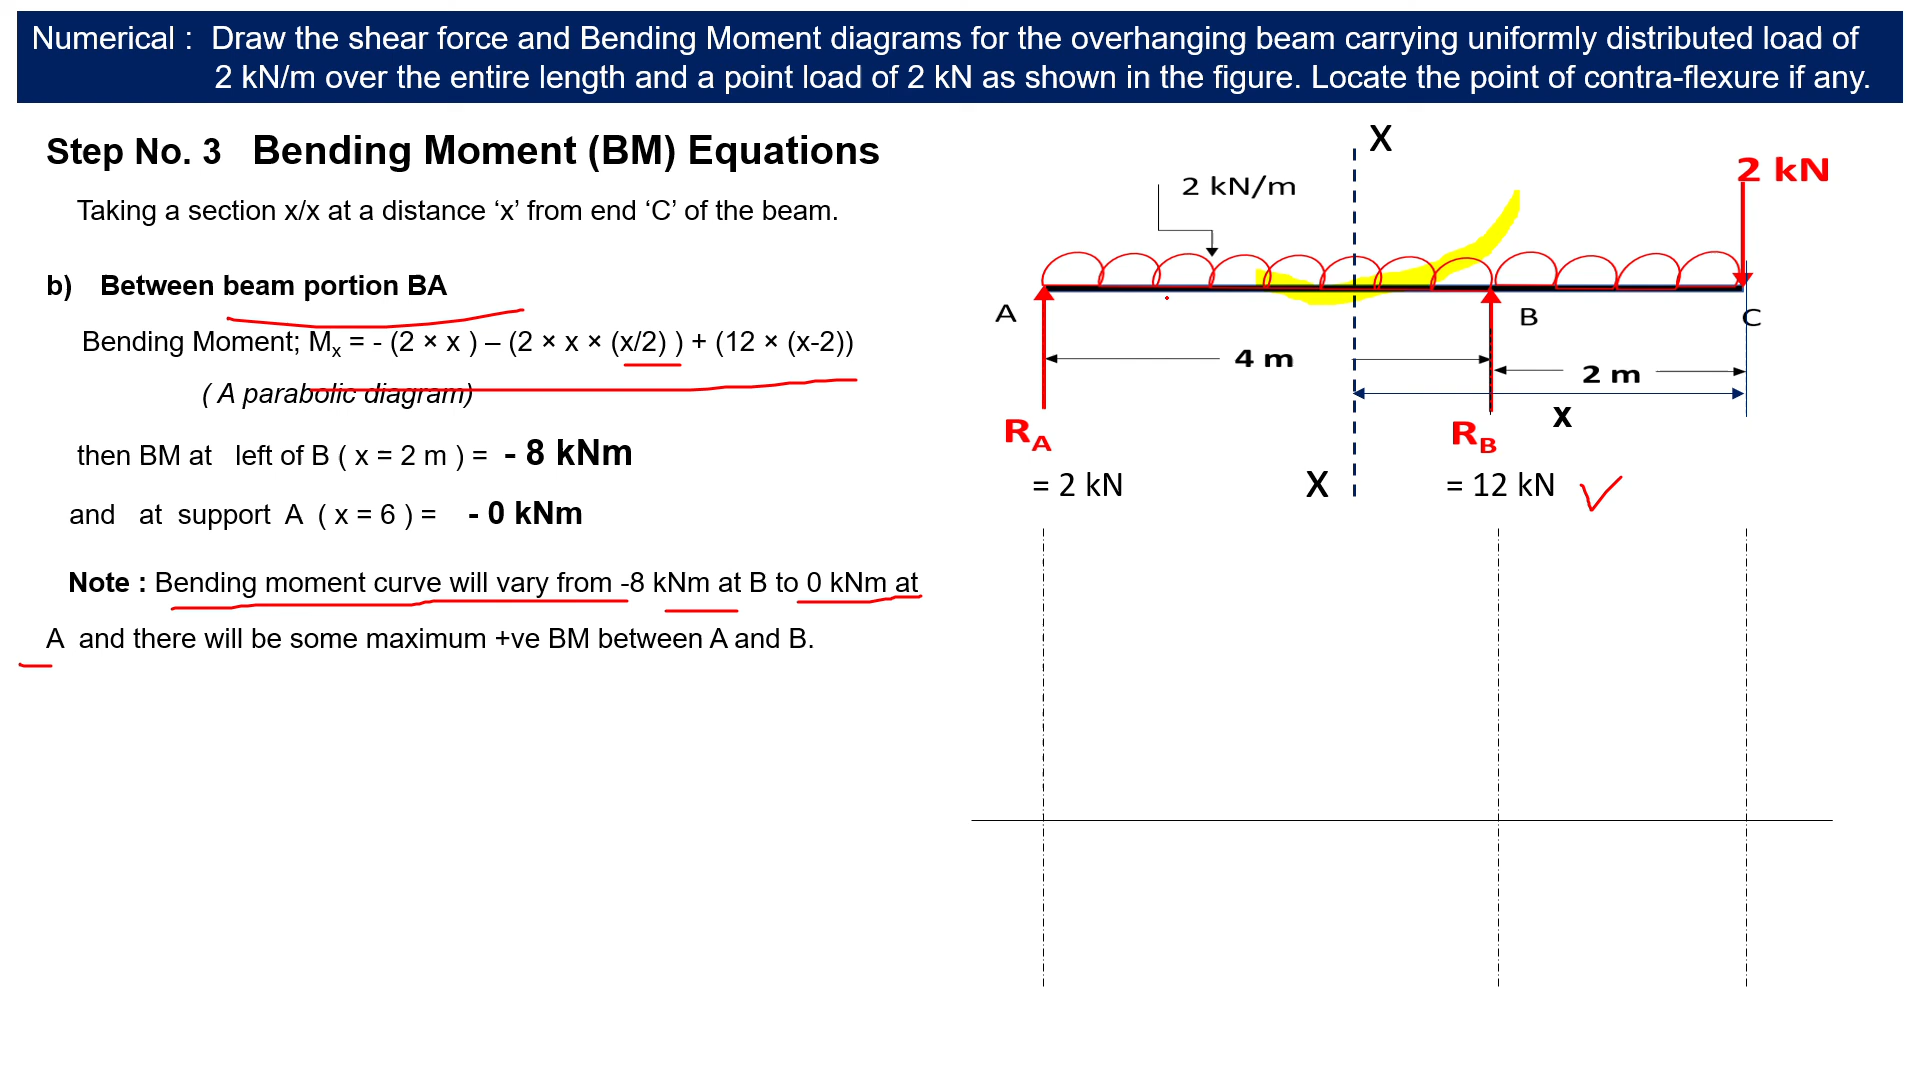 Numerical : Draw the shear force and Bending Moment diagrams for the overhanging beam carrying uniformly distributed load of
2 kN/m over the entire length and a point load of 2 kN as shown in the figure. Locate the point of contra-flexure if any.
Step No. 3 Bending Moment (BM) Equations
Taking a section x/x at a distance ‘x’ from end ‘C’ of the beam.
b) Between beam portion BA
Bending Moment; Mx = - (2 × x ) – (2 × x × (x/2) ) + (12 × (x-2))
( A parabolic diagram)
then BM at left of B ( x = 2 m ) = - 8 kNm
and at support A ( x = 6 ) = - 0 kNm
Note : Bending moment curve will vary from -8 kNm at B to 0 kNm at
A and there will be some maximum +ve BM between A and B.
X
2 kN
2 kN/m
A
B
C
4 m
2 m
x
RA
RB
= 2 kN
X
= 12 kN